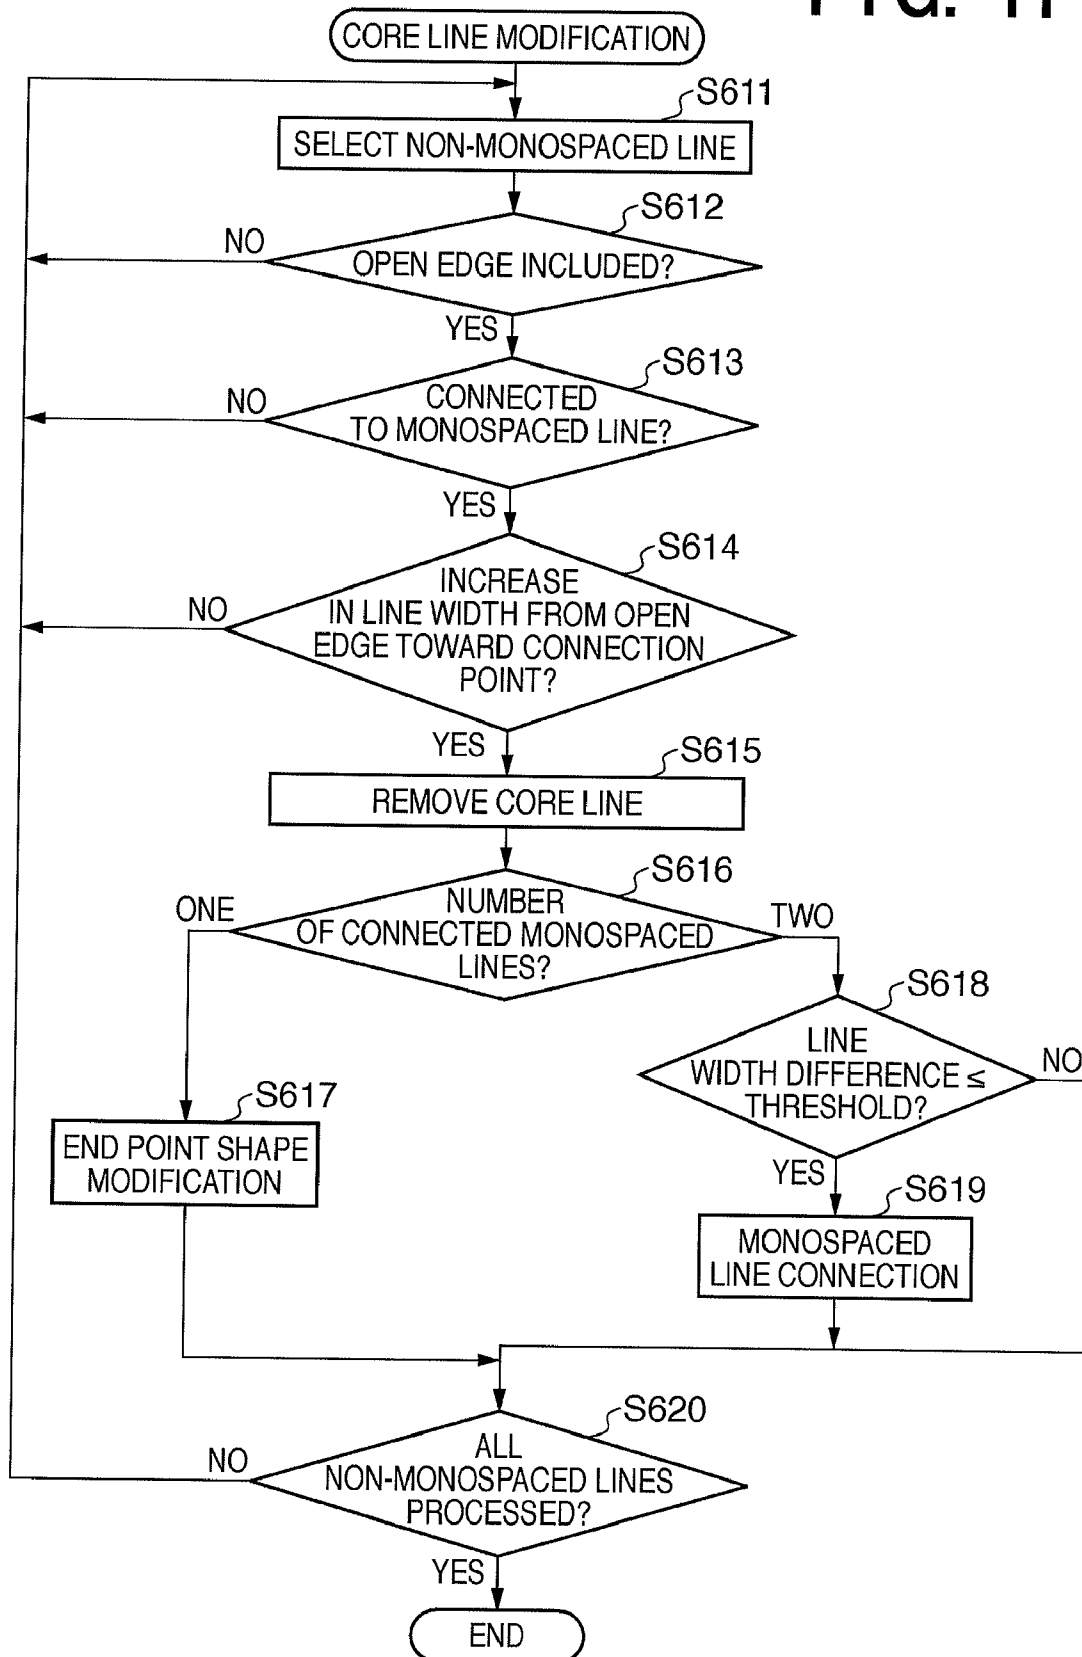 CORE LINE MODIFICATION
S611
SELECT NON-MONOSPACED LINE
S612
NO
OPEN EDGE INCLUDED?
YES
S613
NO
CONNECTED
TO MONOSPACED LINE?
YES
S614
NO
INCREASE
IN LINE WIDTH FROM OPEN
EDGE TOWARD CONNECTION
POINT?
YES
S615
REMOVE CORE LINE
S616
ONE
NUMBER
OF CONNECTED MONOSPACED
LINES?
TWO
S618
LINE
WIDTH DIFFERENCE ≤
THRESHOLD?
NO
S617
END POINT SHAPE
MODIFICATION
YES
S619
MONOSPACED
LINE CONNECTION
S620
NO
ALL
NON-MONOSPACED LINES
PROCESSED?
YES
END